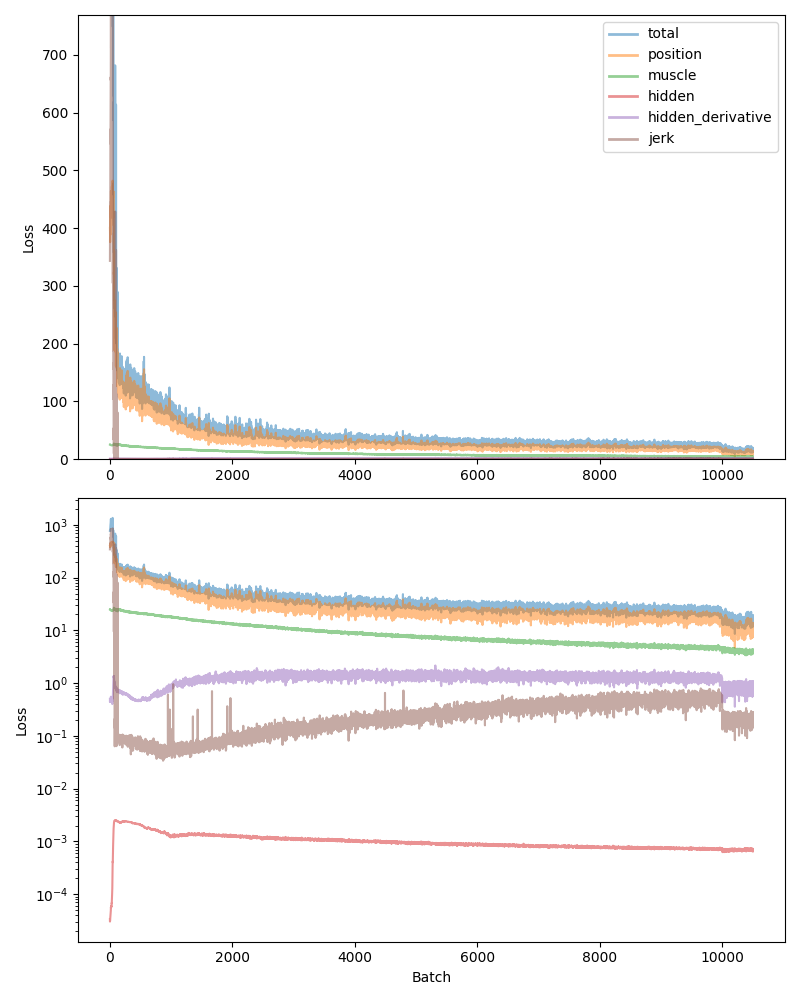 700
600
500
400
300
200
100
0
Loss
total
position
muscle
hidden
hidden_derivative
jerk
0 2000 4000 6000 8000 10000
10³
10²
10¹
10⁰
10⁻¹
10⁻²
10⁻³
10⁻⁴
Loss
0 2000 4000 6000 8000 10000
Batch